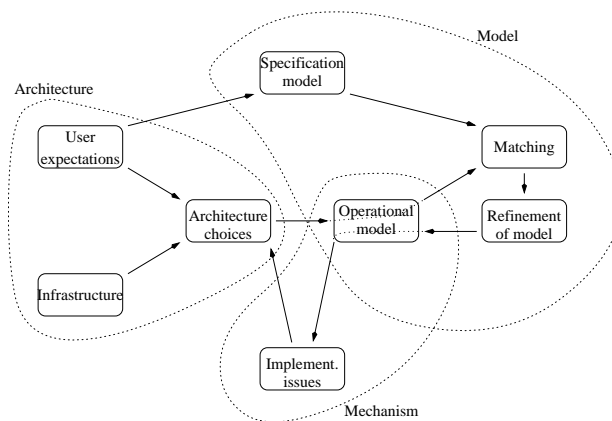 Model
Specification
model
Architecture
User
expectations
Matching
Architecture
choices
Operational
model
Refinement
of model
Infrastructure
Implement.
issues
Mechanism